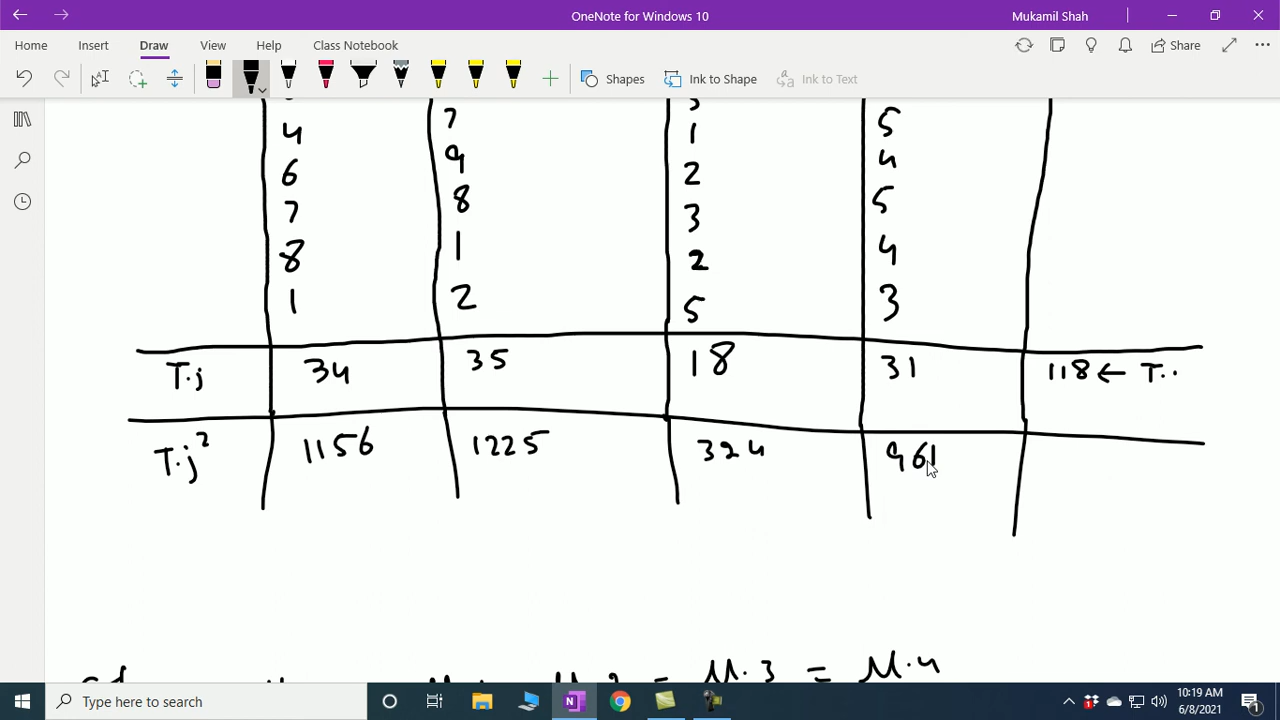 OneNote for Windows 10
Mukamil Shah
Home Insert Draw View Help Class Notebook
Share
Shapes Ink to Shape Ink to Text
4 7 1 5
6 9 2 4
7 8 3 5
8 1 2 4
1 2 5 3
T.j 34 35 18 31 118 ← T..
T.j² 1156 1225 324 961
M.3 = M.4
Type here to search
10:19 AM
6/8/2021